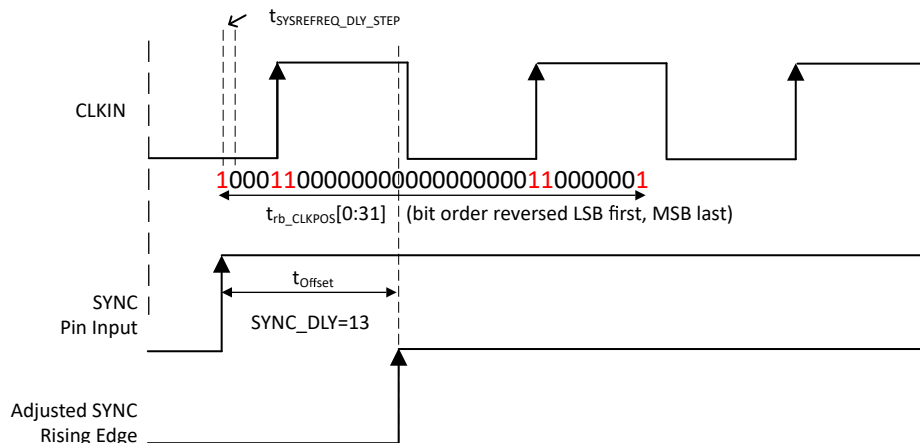 tSYSREFREQ_DLY_STEP
CLKIN
10001100000000000000000110000001
trb_CLKPOS[0:31] (bit order reversed LSB first, MSB last)
tOffset
SYNC
Pin Input
SYNC_DLY=13
Adjusted SYNC
Rising Edge